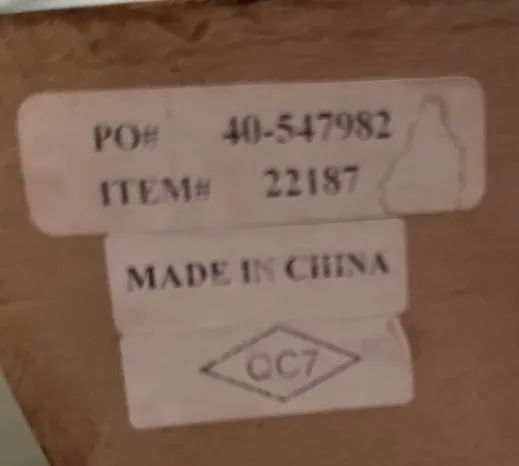 PO# 40-547982
ITEM# 22187
MADE IN CHINA
QC7